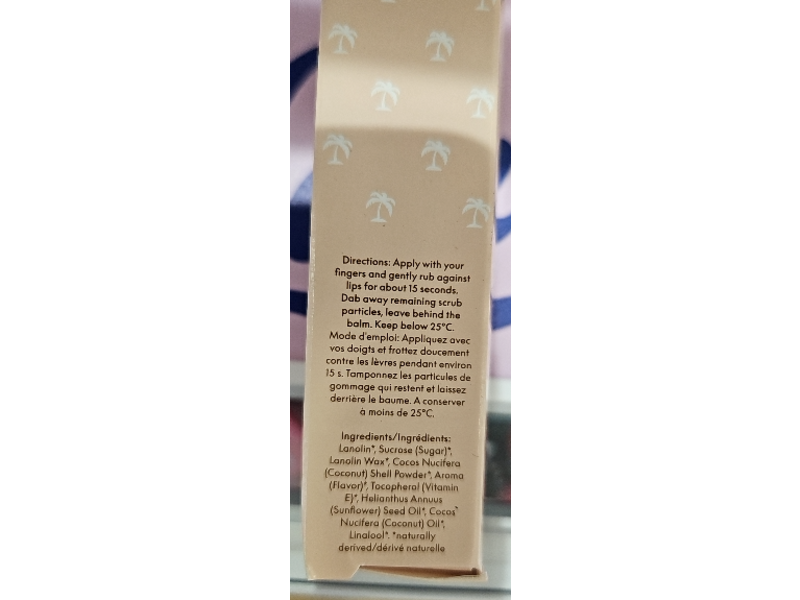 Directions: Apply with your
fingers and gently rub against
lips for about 15 seconds.
Dab away remaining scrub
particles, leave behind the
balm. Keep below 25°C.
Mode d'emploi: Appliquez avec
vos doigts et frottez doucement
contre les lèvres pendant environ
15 s. Tamponnez les particules de
gommage qui restent et laissez
derrière le baume. A conserver
à moins de 25°C.
Ingredients/Ingrédients:
Lanolin*, Sucrose (Sugar)*,
Lanolin Wax*, Cocos Nucifera
(Coconut) Shell Powder*, Aroma
(Flavor)*, Tocopheral (Vitamin
E)*, Helianthus Annuus
(Sunflower) Seed Oil*, Cocos
Nucifera (Coconut) Oil*,
Linalool*. *naturally
derived/dérivé naturelle